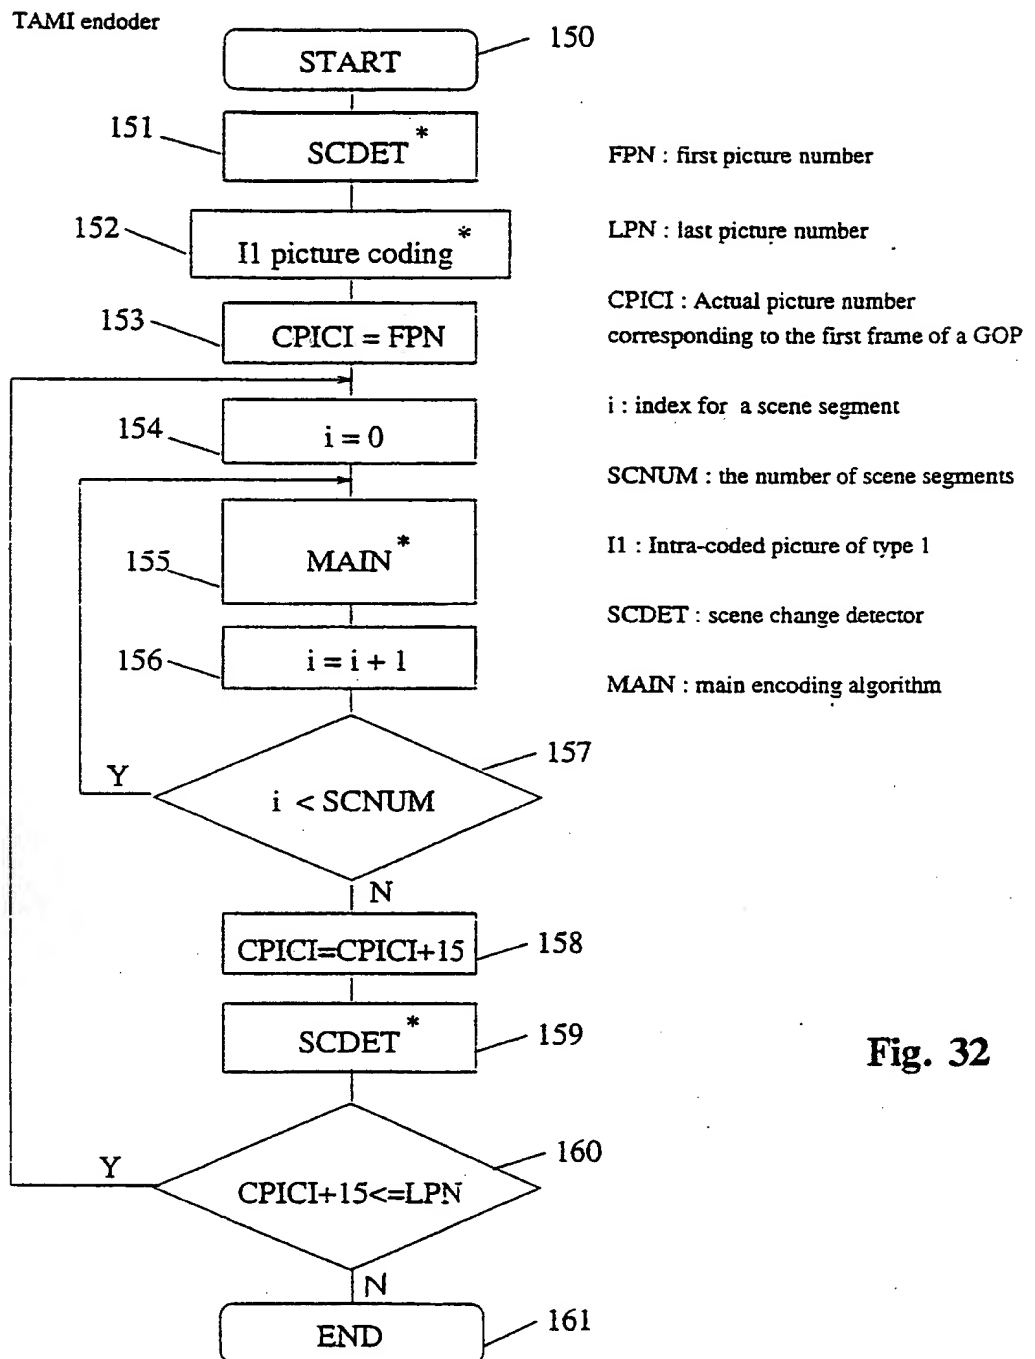 TAMI endoder
START
150
151
SCDET *
152
I1 picture coding *
153
CPICI = FPN
154
i = 0
155
MAIN *
156
i = i + 1
157
Y
i < SCNUM
N
CPICI=CPICI+15
158
SCDET *
159
160
Y
CPICI+15<=LPN
N
END
161
FPN : first picture number
LPN : last picture number
CPICI : Actual picture number
corresponding to the first frame of a GOP
i : index for a scene segment
SCNUM : the number of scene segments
I1 : Intra-coded picture of type 1
SCDET : scene change detector
MAIN : main encoding algorithm
Fig. 32